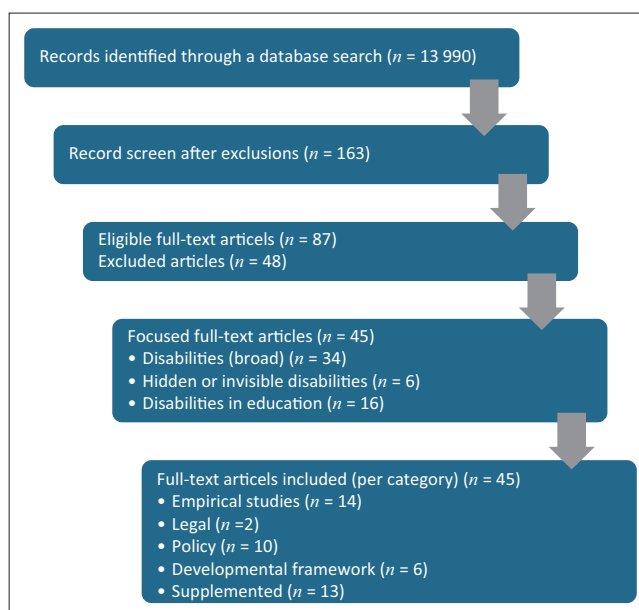 Records identified through a database search (n = 13 990)
Record screen after exclusions (n = 163)
Eligible full-text articels (n = 87)
Excluded articles (n = 48)
Focused full-text articles (n = 45)
• Disabilities (broad) (n = 34)
• Hidden or invisible disabilities (n = 6)
• Disabilities in education (n = 16)
Full-text articels included (per category) (n = 45)
• Empirical studies (n = 14)
• Legal (n =2)
• Policy (n = 10)
• Developmental framework (n = 6)
• Supplemented (n = 13)